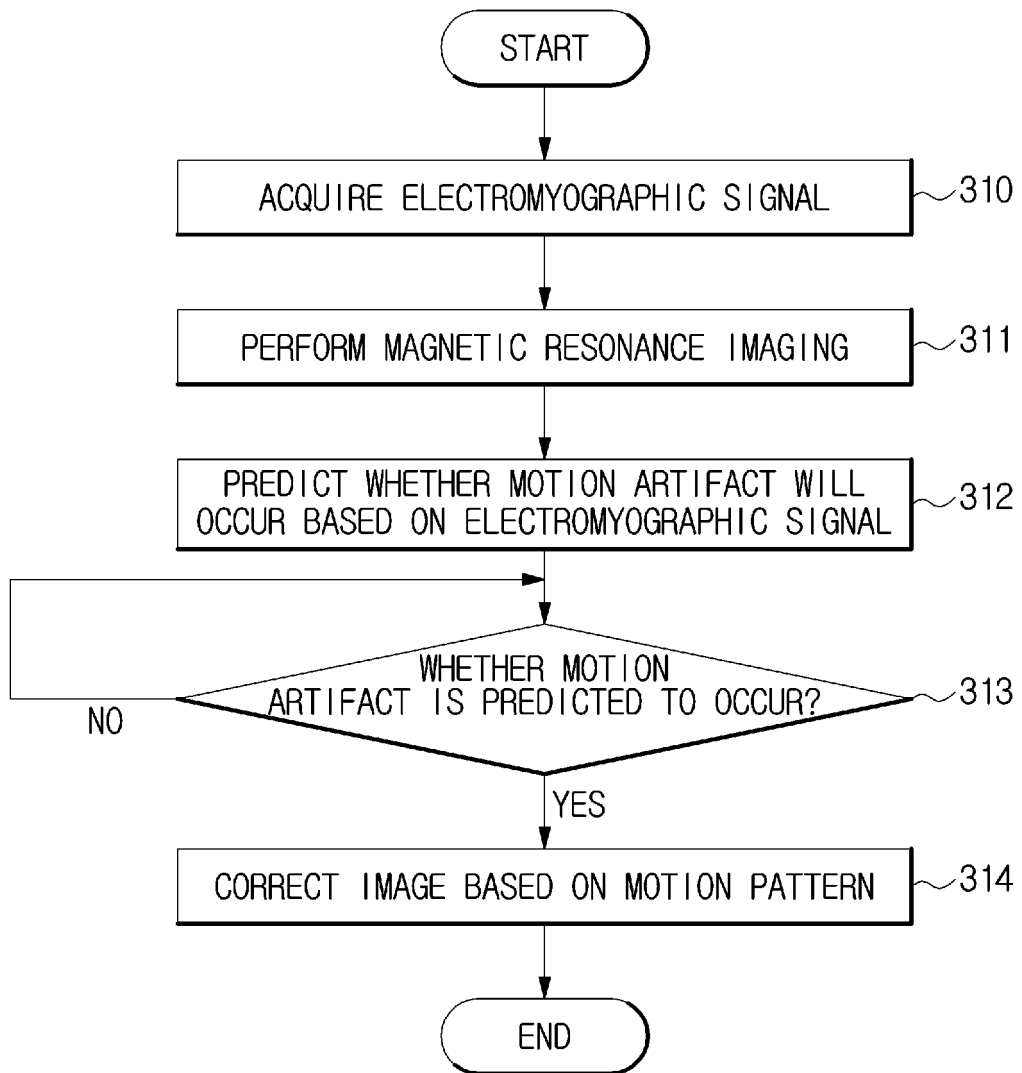 START
ACQUIRE ELECTROMYOGRAPHIC SIGNAL
310
PERFORM MAGNETIC RESONANCE IMAGING
311
PREDICT WHETHER MOTION ARTIFACT WILL
OCCUR BASED ON ELECTROMYOGRAPHIC SIGNAL
312
WHETHER MOTION
ARTIFACT IS PREDICTED TO OCCUR?
313
NO
YES
CORRECT IMAGE BASED ON MOTION PATTERN
314
END